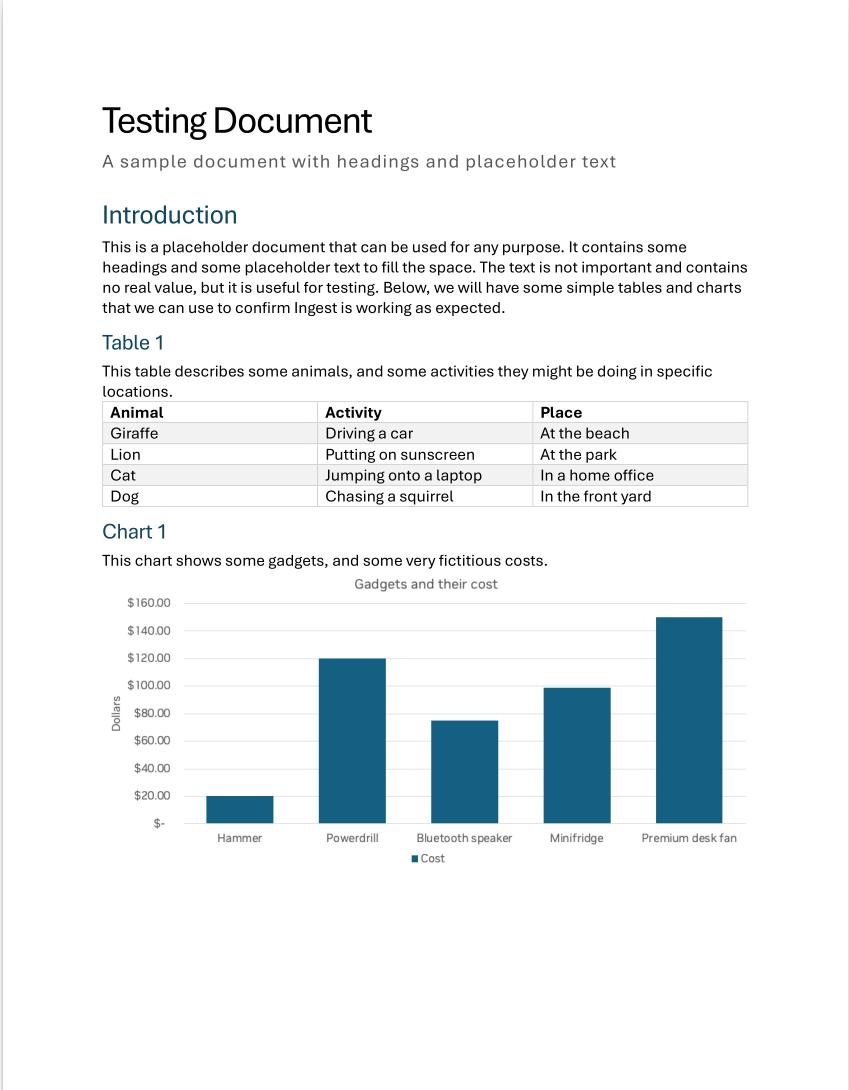 Testing Document
A sample document with headings and placeholder text
Introduction
This is a placeholder document that can be used for any purpose. It contains some
headings and some placeholder text to fill the space. The text is not important and contains
no real value, but it is useful for testing. Below, we will have some simple tables and charts
that we can use to confirm Ingest is working as expected.
Table 1
This table describes some animals, and some activities they might be doing in specific
locations.
Animal Activity Place
Giraffe Driving a car At the beach
Lion Putting on sunscreen At the park
Cat Jumping onto a laptop In a home office
Dog Chasing a squirrel In the front yard
Chart 1
This chart shows some gadgets, and some very fictitious costs.
Gadgets and their cost
$160.00
$140.00
$120.00
$100.00
$80.00
$60.00
$40.00
$20.00
$-
Dollars
Hammer Powerdrill Bluetooth speaker Minifridge Premium desk fan
Cost